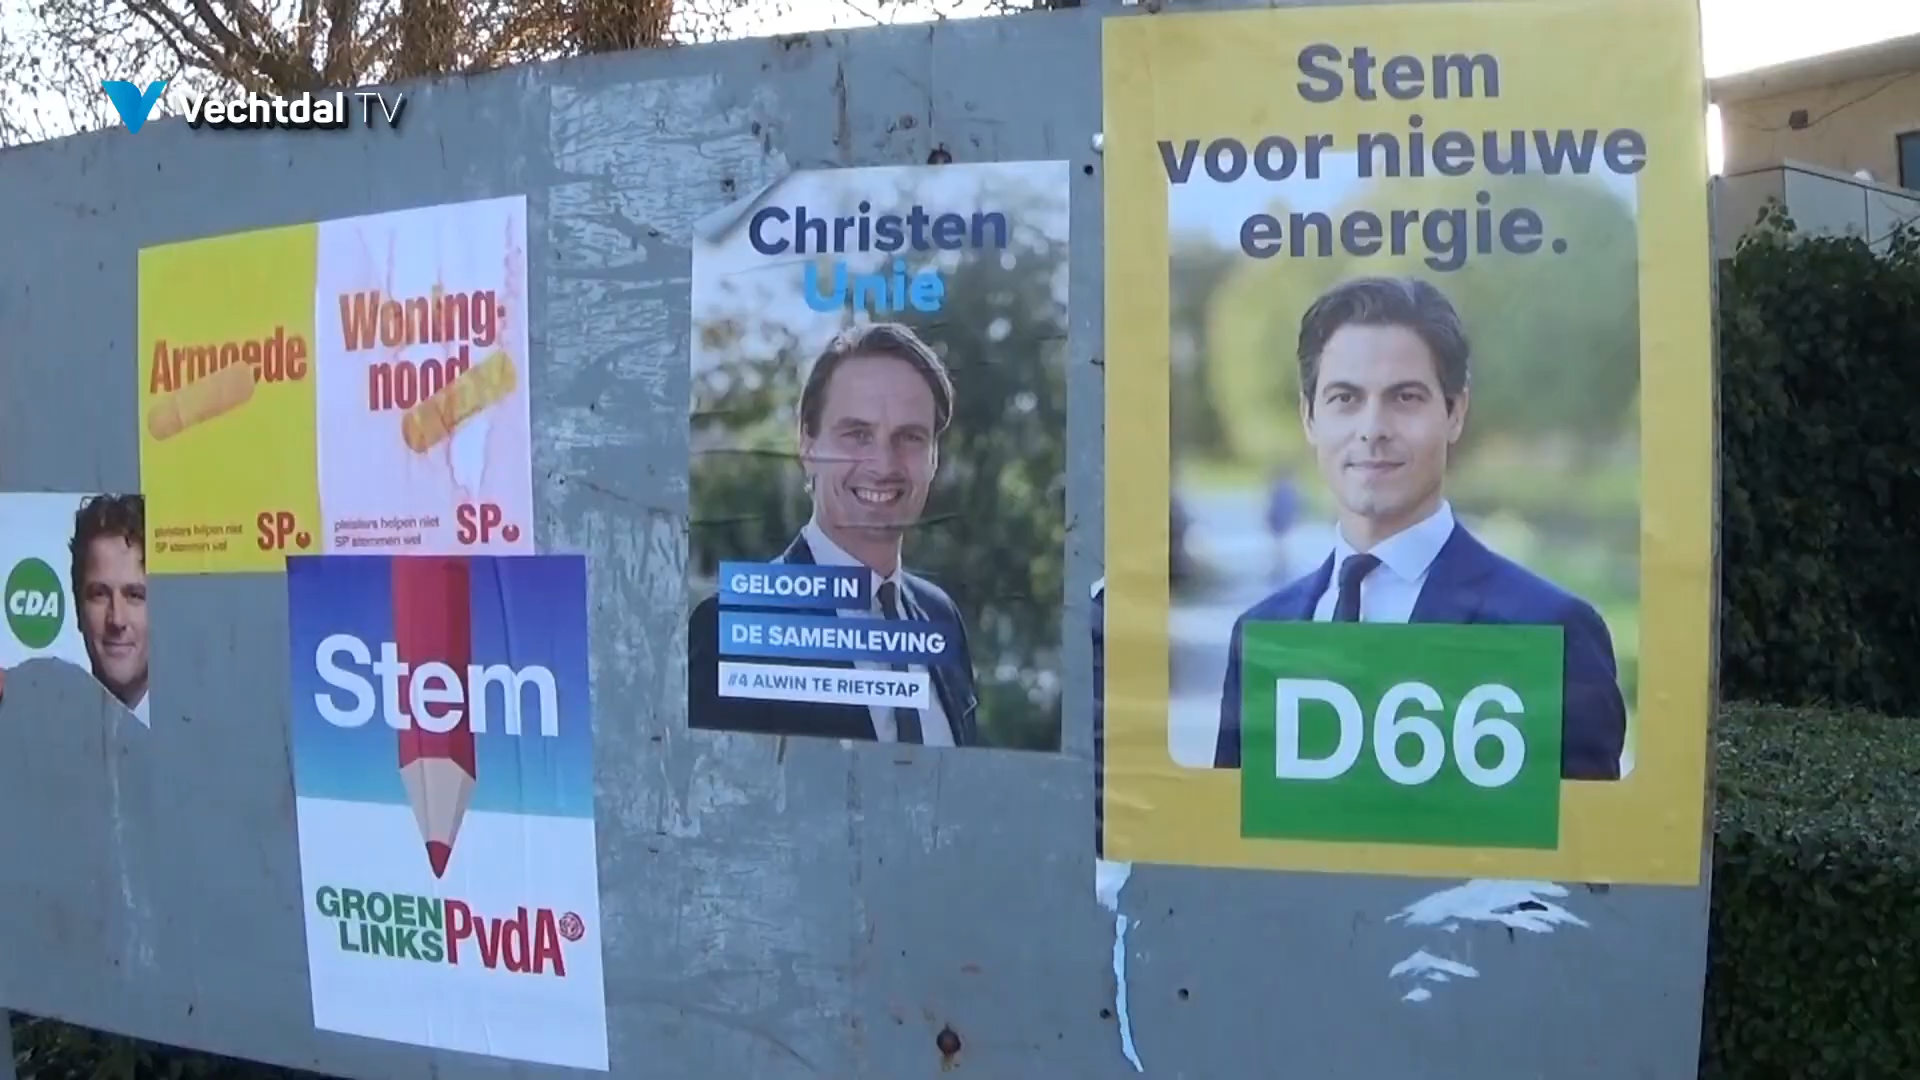 Vechtdal TV
Armoede
pleisters helpen niet
SP stemmen wel
SP
Woning-
nood
pleisters helpen niet
SP stemmen wel
SP
CDA
Stem
GROEN
LINKS
PvdA
Christen
Unie
GELOOF IN
DE SAMENLEVING
#4 ALWIN TE RIETSTAP
Stem
voor nieuwe
energie.
D66